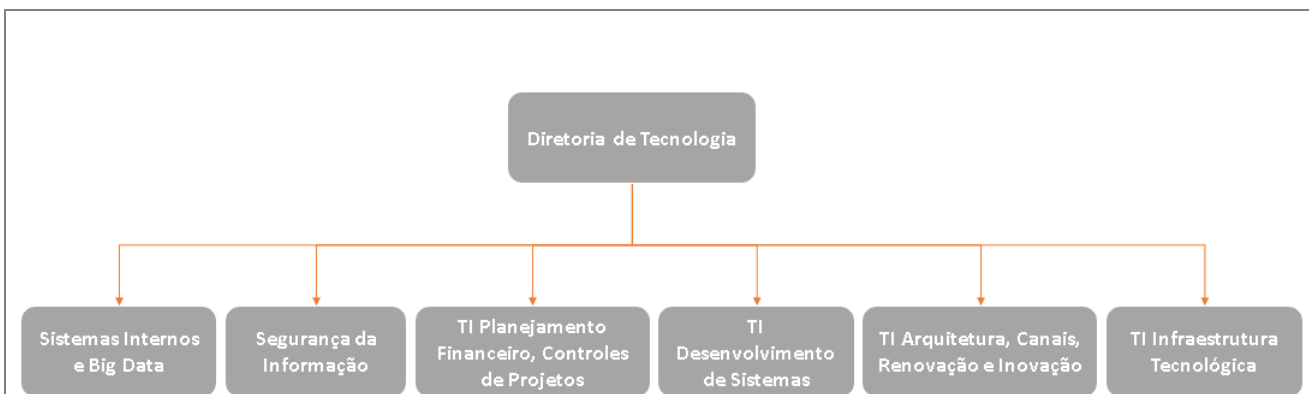 Diretoria de Tecnologia
Sistemas Internos
e Big Data
Segurança da
Informação
TI Planejamento
Financeiro, Controles
de Projetos
TI
Desenvolvimento
de Sistemas
TI Arquitetura, Canais,
Renovação e Inovação
TI Infraestrutura
Tecnológica